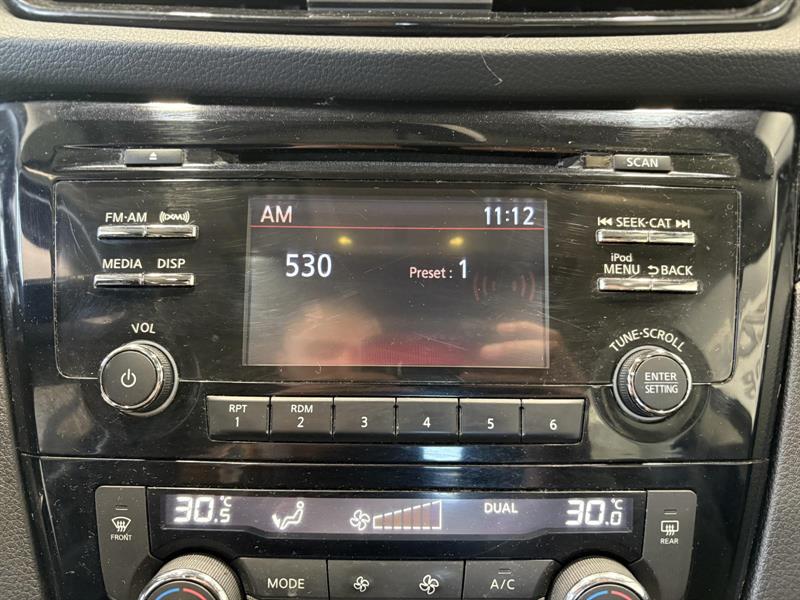 SCAN
FM·AM ((XM))
|◀◀ SEEK·CAT ▶▶|
AM 11:12
MEDIA DISP
iPod
MENU BACK
530 Preset : 1
VOL
TUNE·SCROLL
ENTER
SETTING
RPT RDM
1 2 3 4 5 6
30.5°C DUAL 30.0°C
FRONT
REAR
MODE A/C